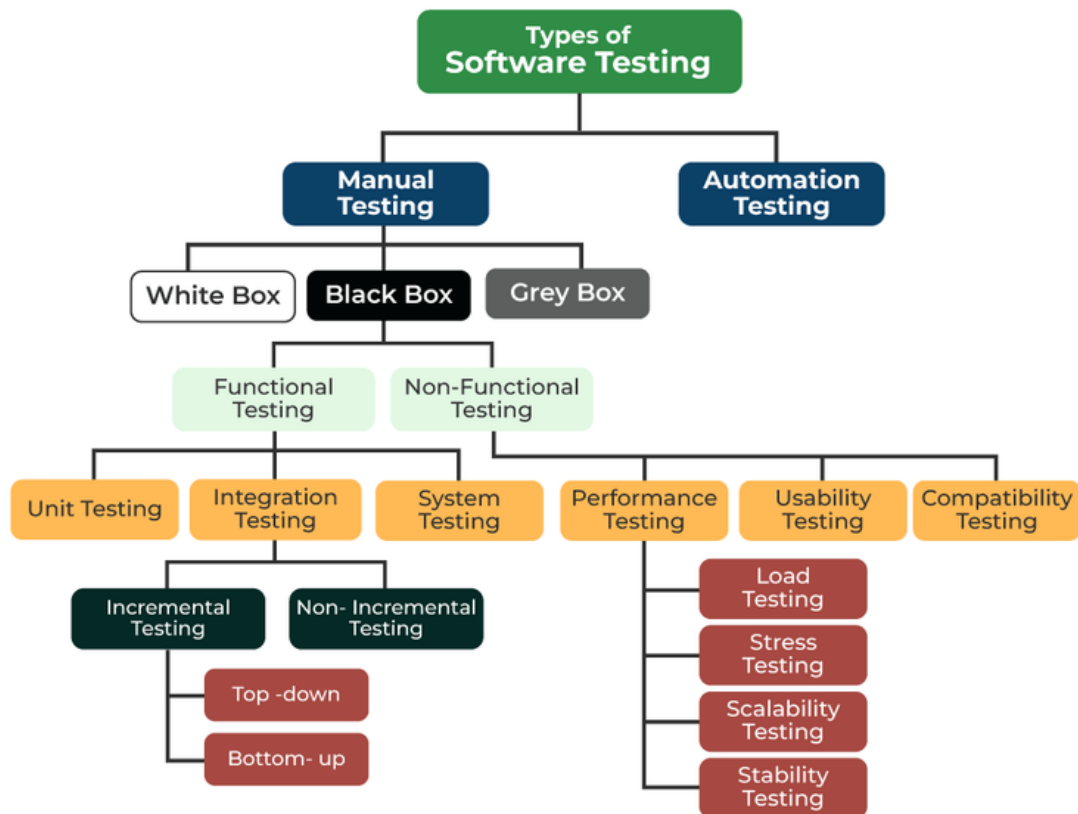 Types of
Software Testing
Manual
Testing
Automation
Testing
White Box
Black Box
Grey Box
Functional
Testing
Non-Functional
Testing
Unit Testing
Integration
Testing
System
Testing
Performance
Testing
Usability
Testing
Compatibility
Testing
Incremental
Testing
Non- Incremental
Testing
Top -down
Bottom- up
Load
Testing
Stress
Testing
Scalability
Testing
Stability
Testing